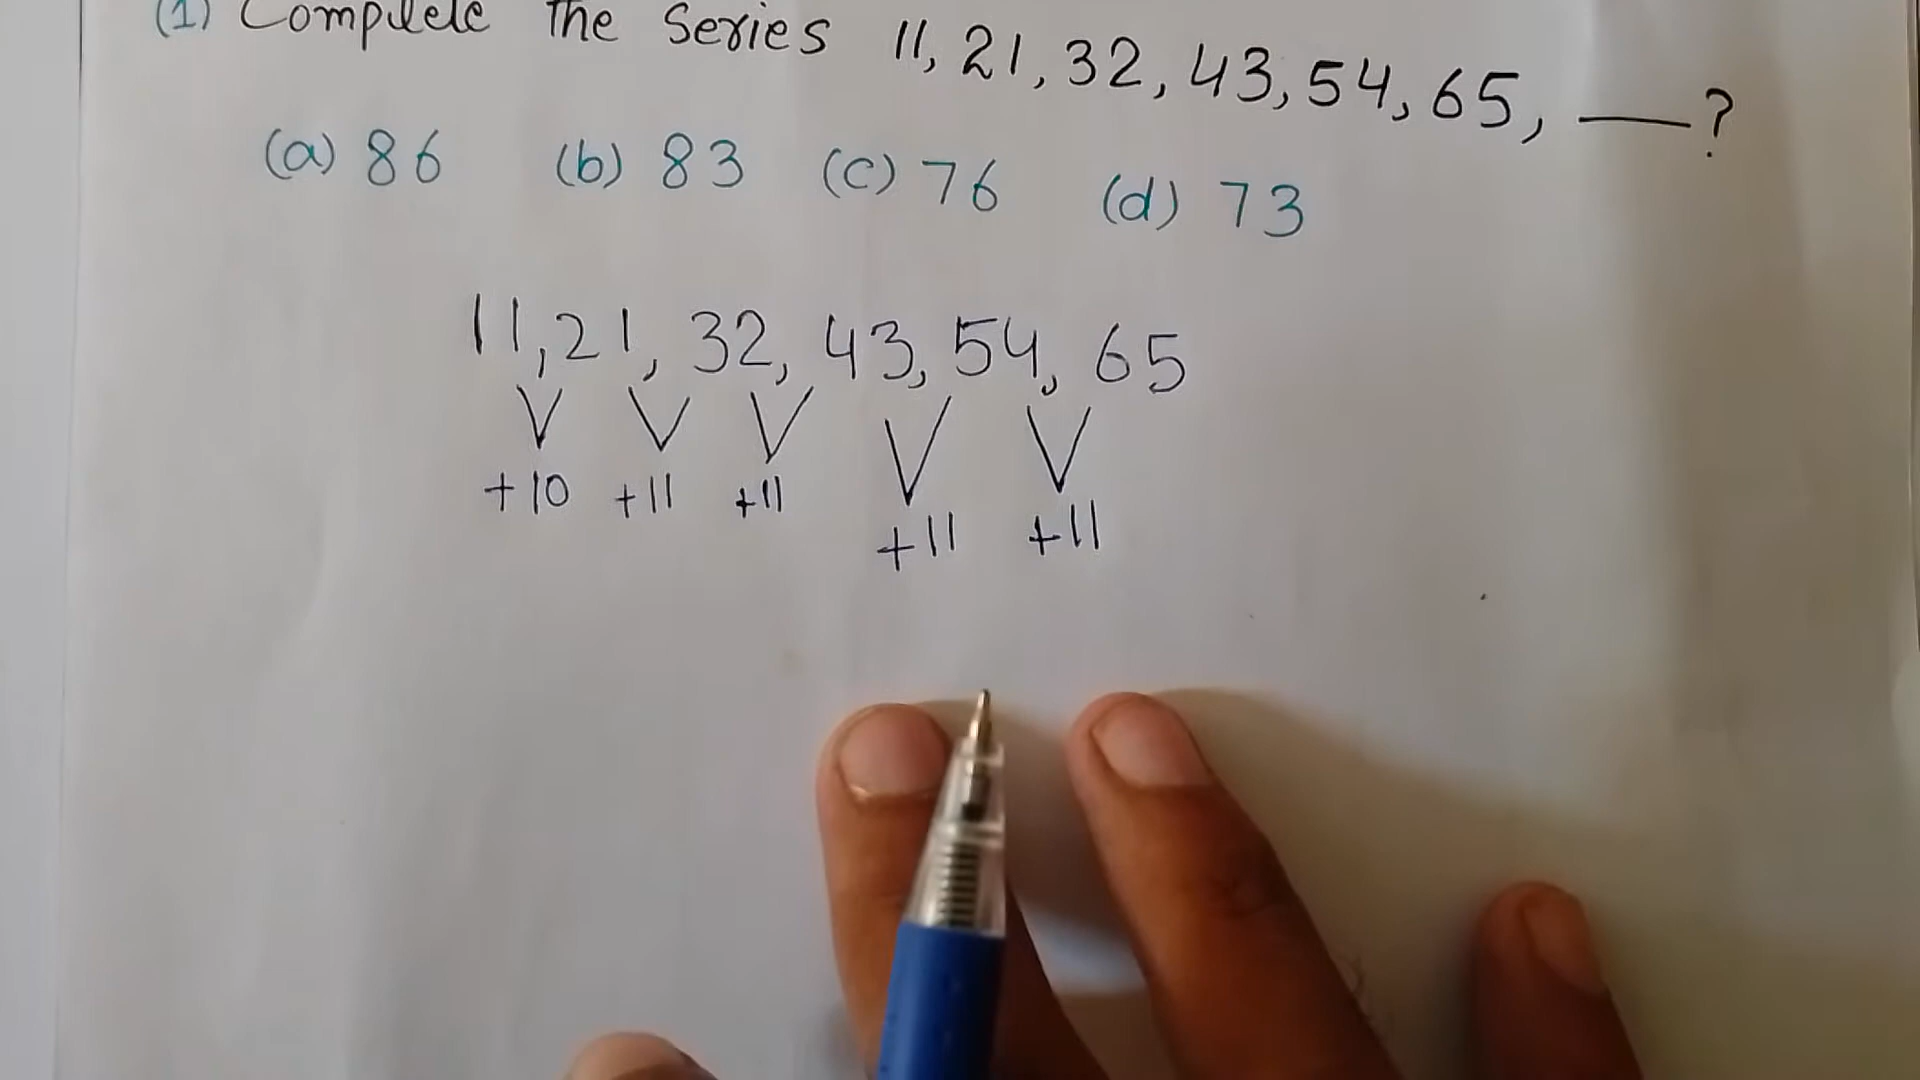 (1) Complete the Series 11, 21, 32, 43, 54, 65, __ ?
(a) 86 (b) 83 (c) 76 (d) 73
11, 21, 32, 43, 54, 65
V V V V V
+10 +11 +11 +11 +11